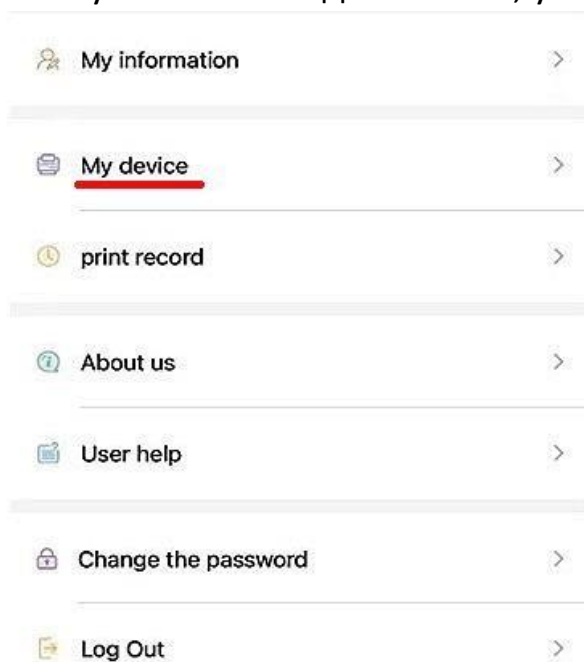 My information
My device
print record
About us
User help
Change the password
Log Out